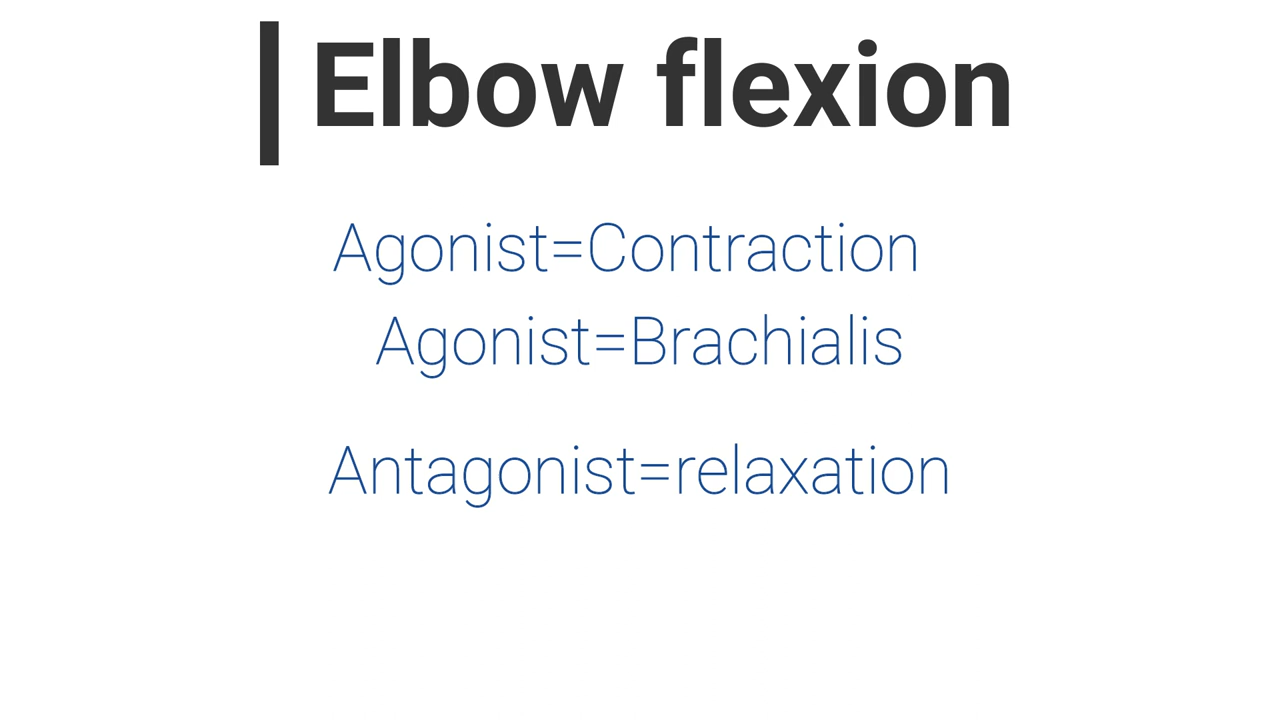 Elbow flexion
Agonist=Contraction
Agonist=Brachialis
Antagonist=relaxation